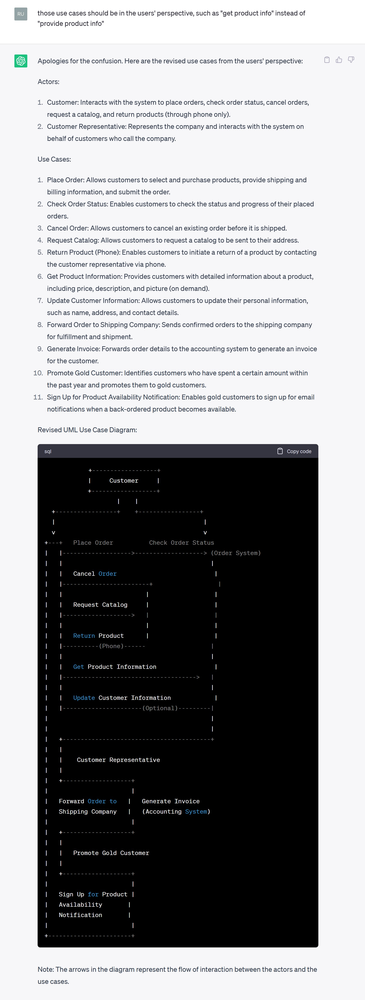 RU
those use cases should be in the users' perspective, such as "get product info" instead of
"provide product info"
Apologies for the confusion. Here are the revised use cases from the users' perspective:
Actors:
1. Customer: Interacts with the system to place orders, check order status, cancel orders,
request a catalog, and return products (through phone only).
2. Customer Representative: Represents the company and interacts with the system on
behalf of customers who call the company.
Use Cases:
1. Place Order: Allows customers to select and purchase products, provide shipping and
billing information, and submit the order.
2. Check Order Status: Enables customers to check the status and progress of their placed
orders.
3. Cancel Order: Allows customers to cancel an existing order before it is shipped.
4. Request Catalog: Allows customers to request a catalog to be sent to their address.
5. Return Product (Phone): Enables customers to initiate a return of a product by contacting
the customer representative via phone.
6. Get Product Information: Provides customers with detailed information about a product,
including price, description, and picture (on demand).
7. Update Customer Information: Allows customers to update their personal information,
such as name, address, and contact details.
8. Forward Order to Shipping Company: Sends confirmed orders to the shipping company
for fulfillment and shipment.
9. Generate Invoice: Forwards order details to the accounting system to generate an invoice
for the customer.
10. Promote Gold Customer: Identifies customers who have spent a certain amount within
the past year and promotes them to gold customers.
11. Sign Up for Product Availability Notification: Enables gold customers to sign up for email
notifications when a back-ordered product becomes available.
Revised UML Use Case Diagram:
sql Copy code
            +------------------+
            |     Customer     |
            +------------------+
                    |    |
  +-----------------+    +-----------------+
  |                                         |
  v                                         v
+---+   Place Order          Check Order Status
|   |------------------->-------------------> (Order System)
|   |                                         |
|   |   Cancel Order                           |
|   |------------------------+                  |
|   |                       |                  |
|   |   Request Catalog     |                  |
|   |------------------->   |                  |
|   |                       |                  |
|   |   Return Product      |                  |
|   |----------(Phone)------                  |
|   |                                         |
|   |   Get Product Information                |
|   |------------------------------------->   |
|   |                                         |
|   |   Update Customer Information            |
|   |----------------------(Optional)---------|
|                                             |
|                                             |
|   +-----------------------------------------+
|   |
|   |    Customer Representative
|   |
|   +-------------------+
|                       |
|   Forward Order to   |   Generate Invoice
|   Shipping Company   |   (Accounting System)
|                       |
|   +-------------------+
|   |
|   |   Promote Gold Customer
|   |
|   +-------------------+
|                       |
|   Sign Up for Product |
|   Availability       |
|   Notification       |
|                       |
+-----------------------+
Note: The arrows in the diagram represent the flow of interaction between the actors and the
use cases.